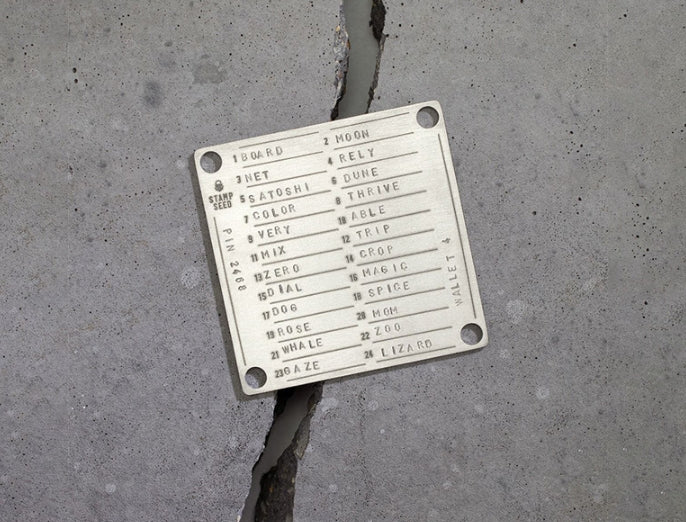 1 BOARD 2 MOON
3 NET 4 RELY
5 SATOSHI 6 DUNE
7 COLOR 8 THRIVE
9 VERY 10 ABLE
11 MIX 12 TRIP
13 ZERO 14 CROP
15 DIAL 16 MAGIC
17 DOG 18 SPICE
19 ROSE 20 MOM
21 WHALE 22 ZOO
23 GAZE 24 LIZARD
STAMP
SEED
PIN 2468
WALLET 4